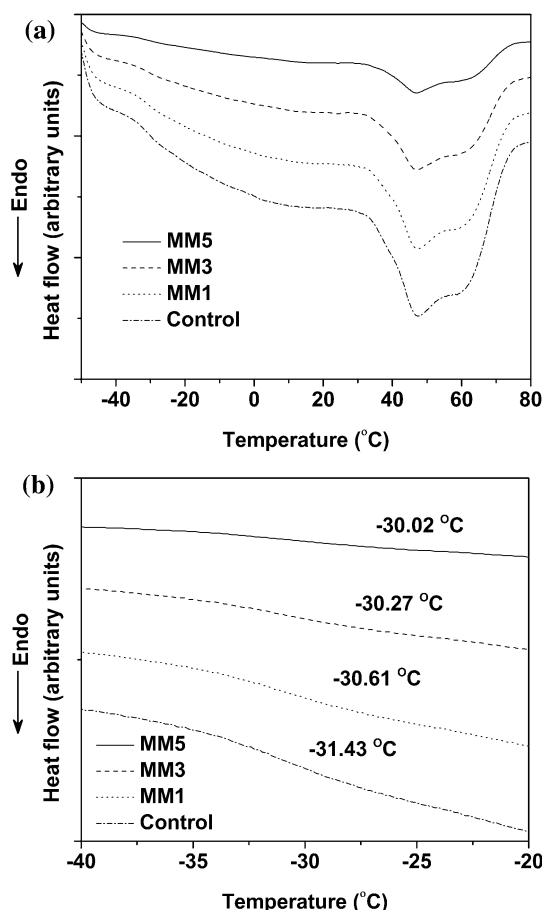 (a)
Endo
Heat flow (arbitrary units)
MM5
MM3
MM1
Control
-40 -20 0 20 40 60 80
Temperature (°C)
(b)
-30.02 °C
-30.27 °C
-30.61 °C
-31.43 °C
Endo
Heat flow (arbitrary units)
MM5
MM3
MM1
Control
-40 -35 -30 -25 -20
Temperature (°C)